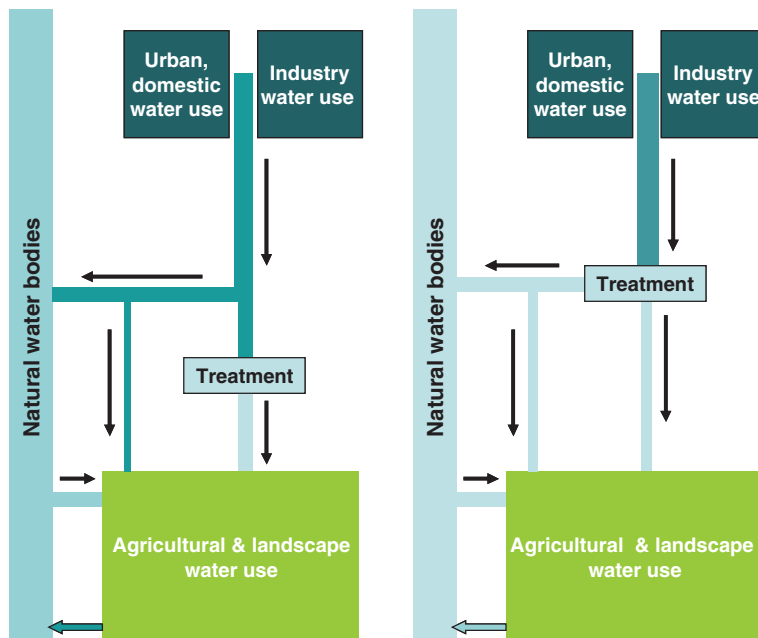 Urban,
domestic
water use
Industry
water use
Natural water bodies
Treatment
Agricultural & landscape
water use
Urban,
domestic
water use
Industry
water use
Natural water bodies
Treatment
Agricultural & landscape
water use